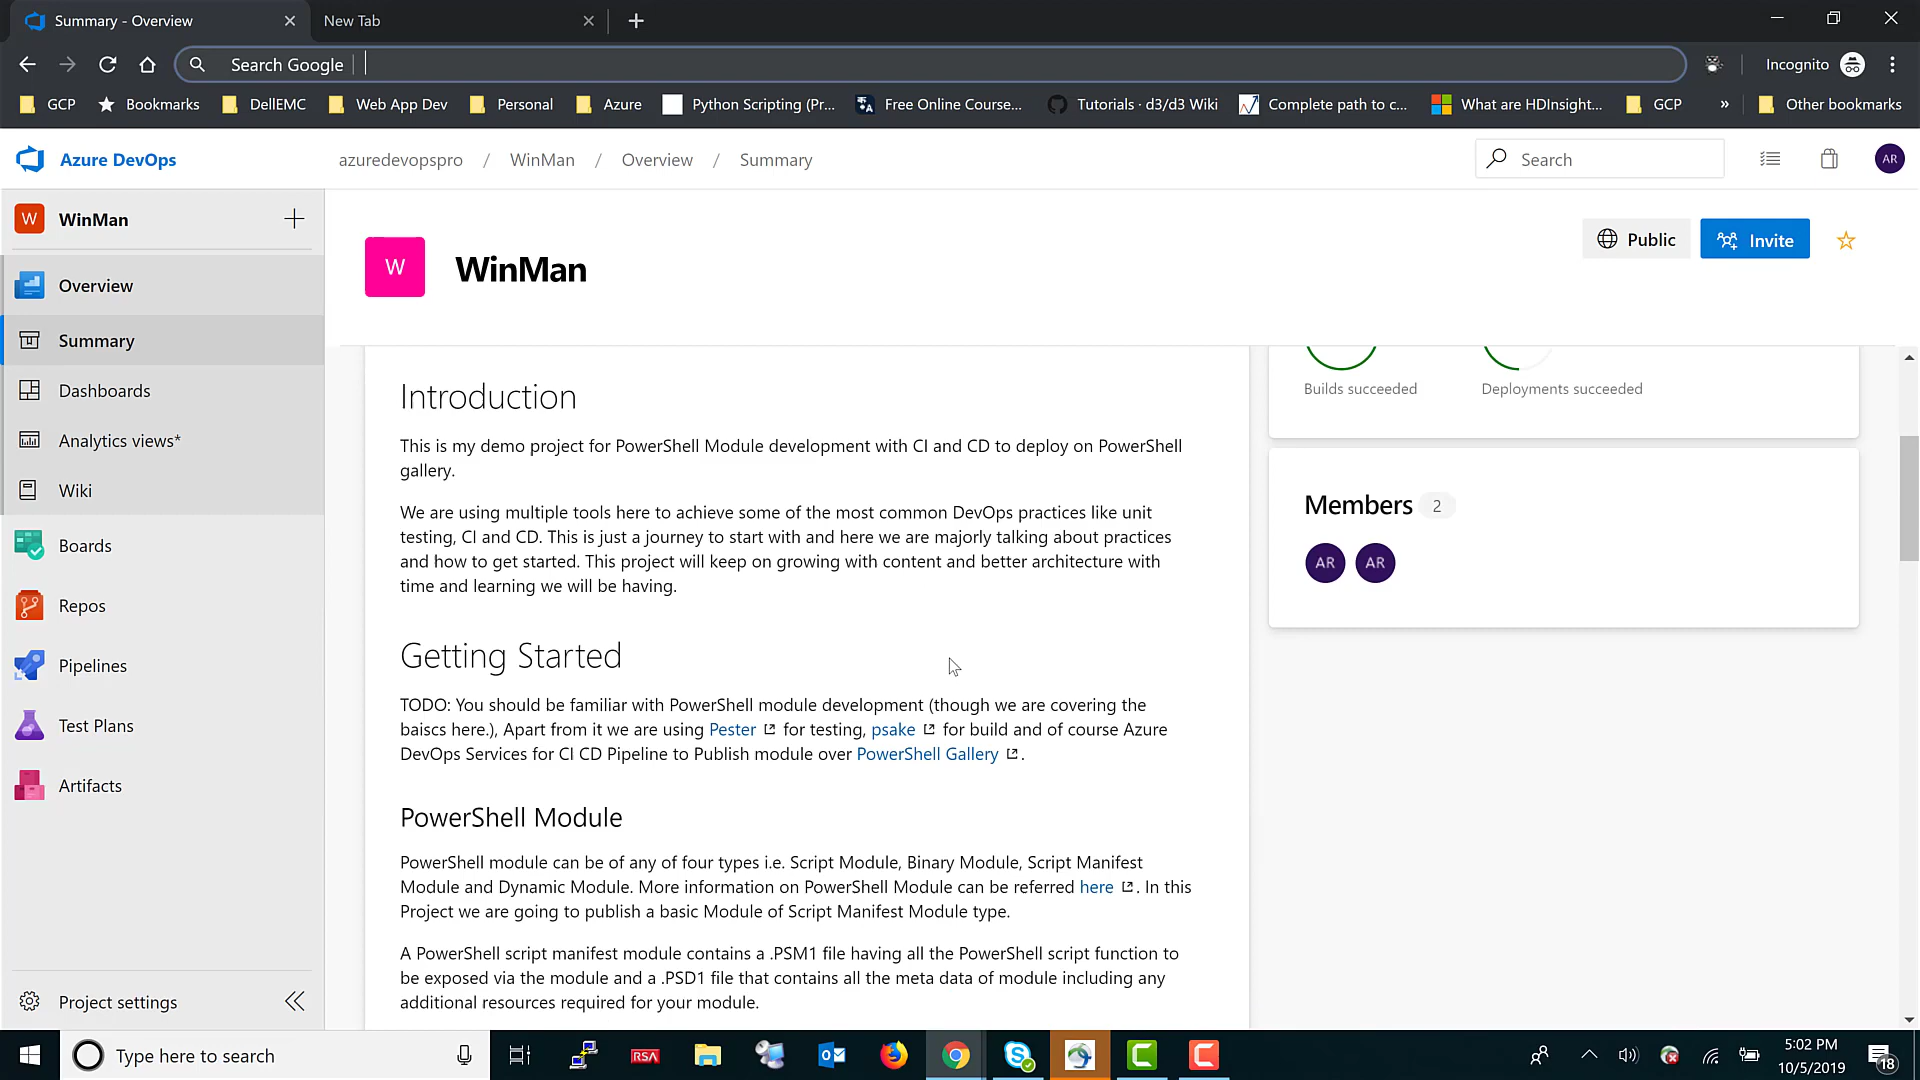 Summary - Overview
New Tab
Search Google
Incognito
GCP
Bookmarks
DellEMC
Web App Dev
Personal
Azure
Python Scripting (Pr...
Free Online Course...
Tutorials · d3/d3 Wiki
Complete path to c...
What are HDInsight...
GCP
»
Other bookmarks
Azure DevOps
azuredevopspro / WinMan / Overview / Summary
Search
AR
W WinMan
W WinMan
Public
Invite
Overview
Summary
Dashboards
Analytics views*
Wiki
Boards
Repos
Pipelines
Test Plans
Artifacts
Project settings
Introduction
This is my demo project for PowerShell Module development with CI and CD to deploy on PowerShell
gallery.
We are using multiple tools here to achieve some of the most common DevOps practices like unit
testing, CI and CD. This is just a journey to start with and here we are majorly talking about practices
and how to get started. This project will keep on growing with content and better architecture with
time and learning we will be having.
Getting Started
TODO: You should be familiar with PowerShell module development (though we are covering the
baiscs here.), Apart from it we are using Pester for testing, psake for build and of course Azure
DevOps Services for CI CD Pipeline to Publish module over PowerShell Gallery .
PowerShell Module
PowerShell module can be of any of four types i.e. Script Module, Binary Module, Script Manifest
Module and Dynamic Module. More information on PowerShell Module can be referred here . In this
Project we are going to publish a basic Module of Script Manifest Module type.
A PowerShell script manifest module contains a .PSM1 file having all the PowerShell script function to
be exposed via the module and a .PSD1 file that contains all the meta data of module including any
additional resources required for your module.
Builds succeeded
Deployments succeeded
Members 2
AR AR
Type here to search
RSA
5:02 PM
10/5/2019
18